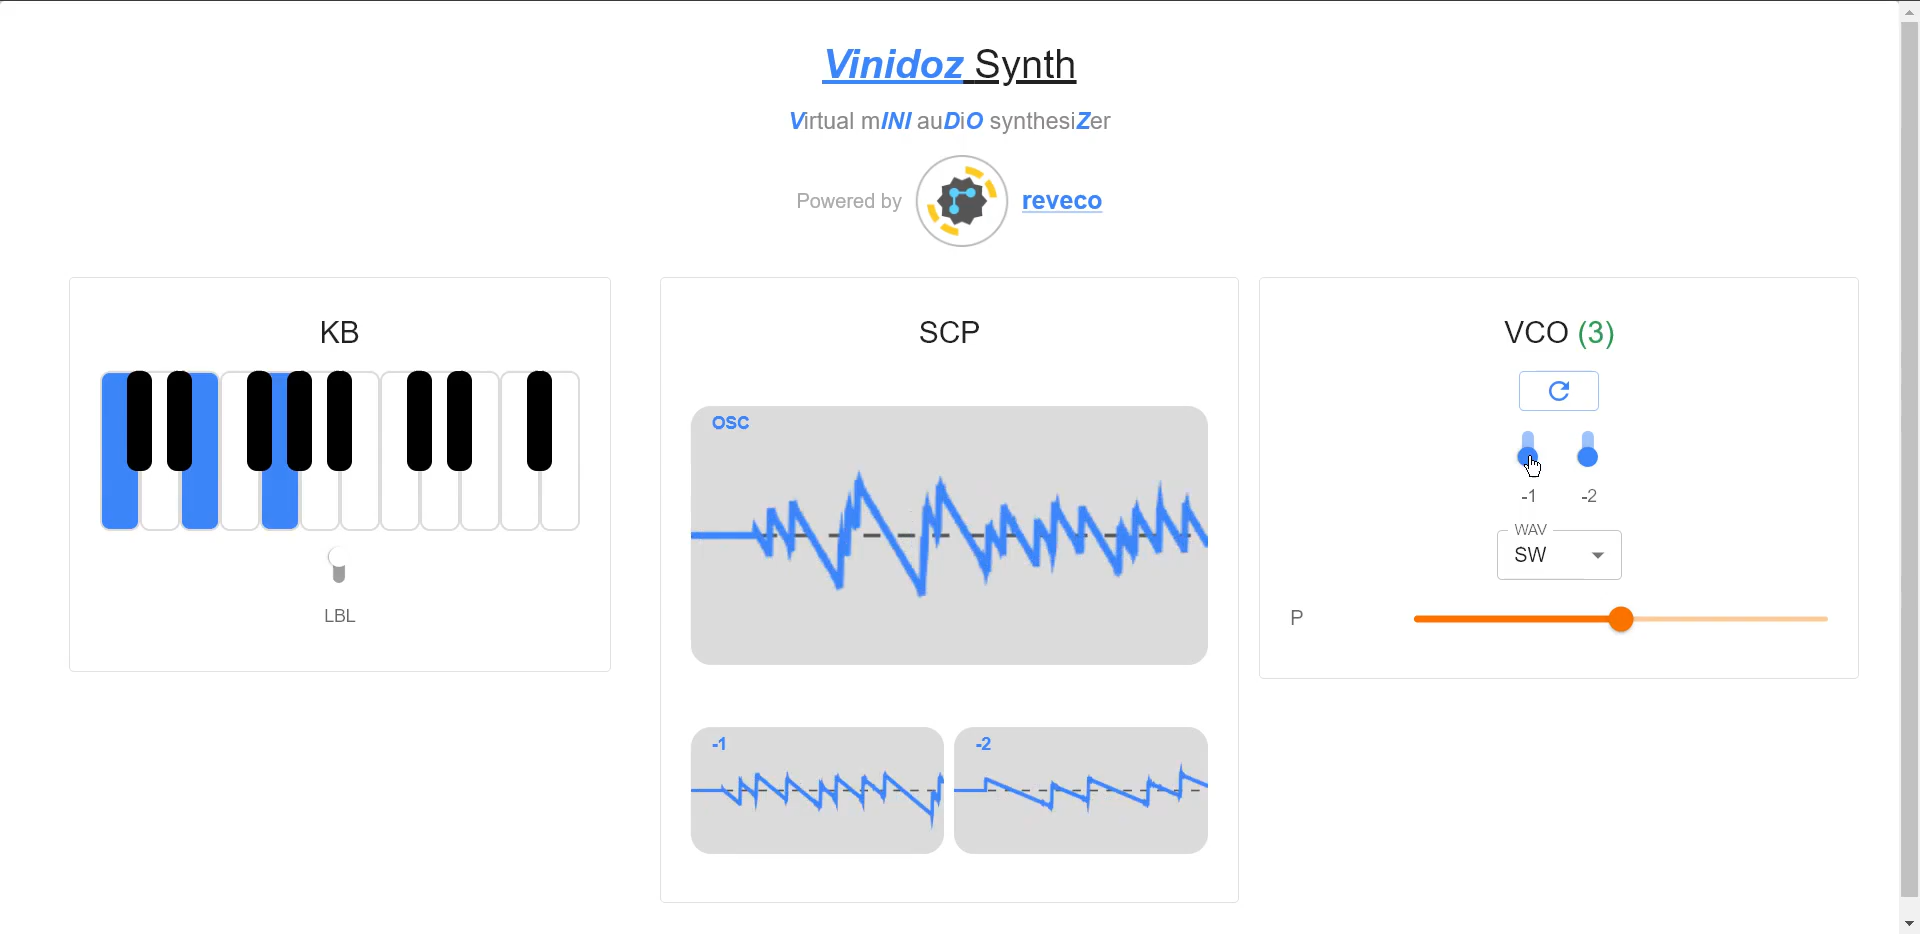 Vinidoz Synth
Virtual mINI auDiO synthesiZer
Powered by reveco
KB
LBL
SCP
OSC
-1
-2
VCO (3)
-1 -2
WAV
SW
P